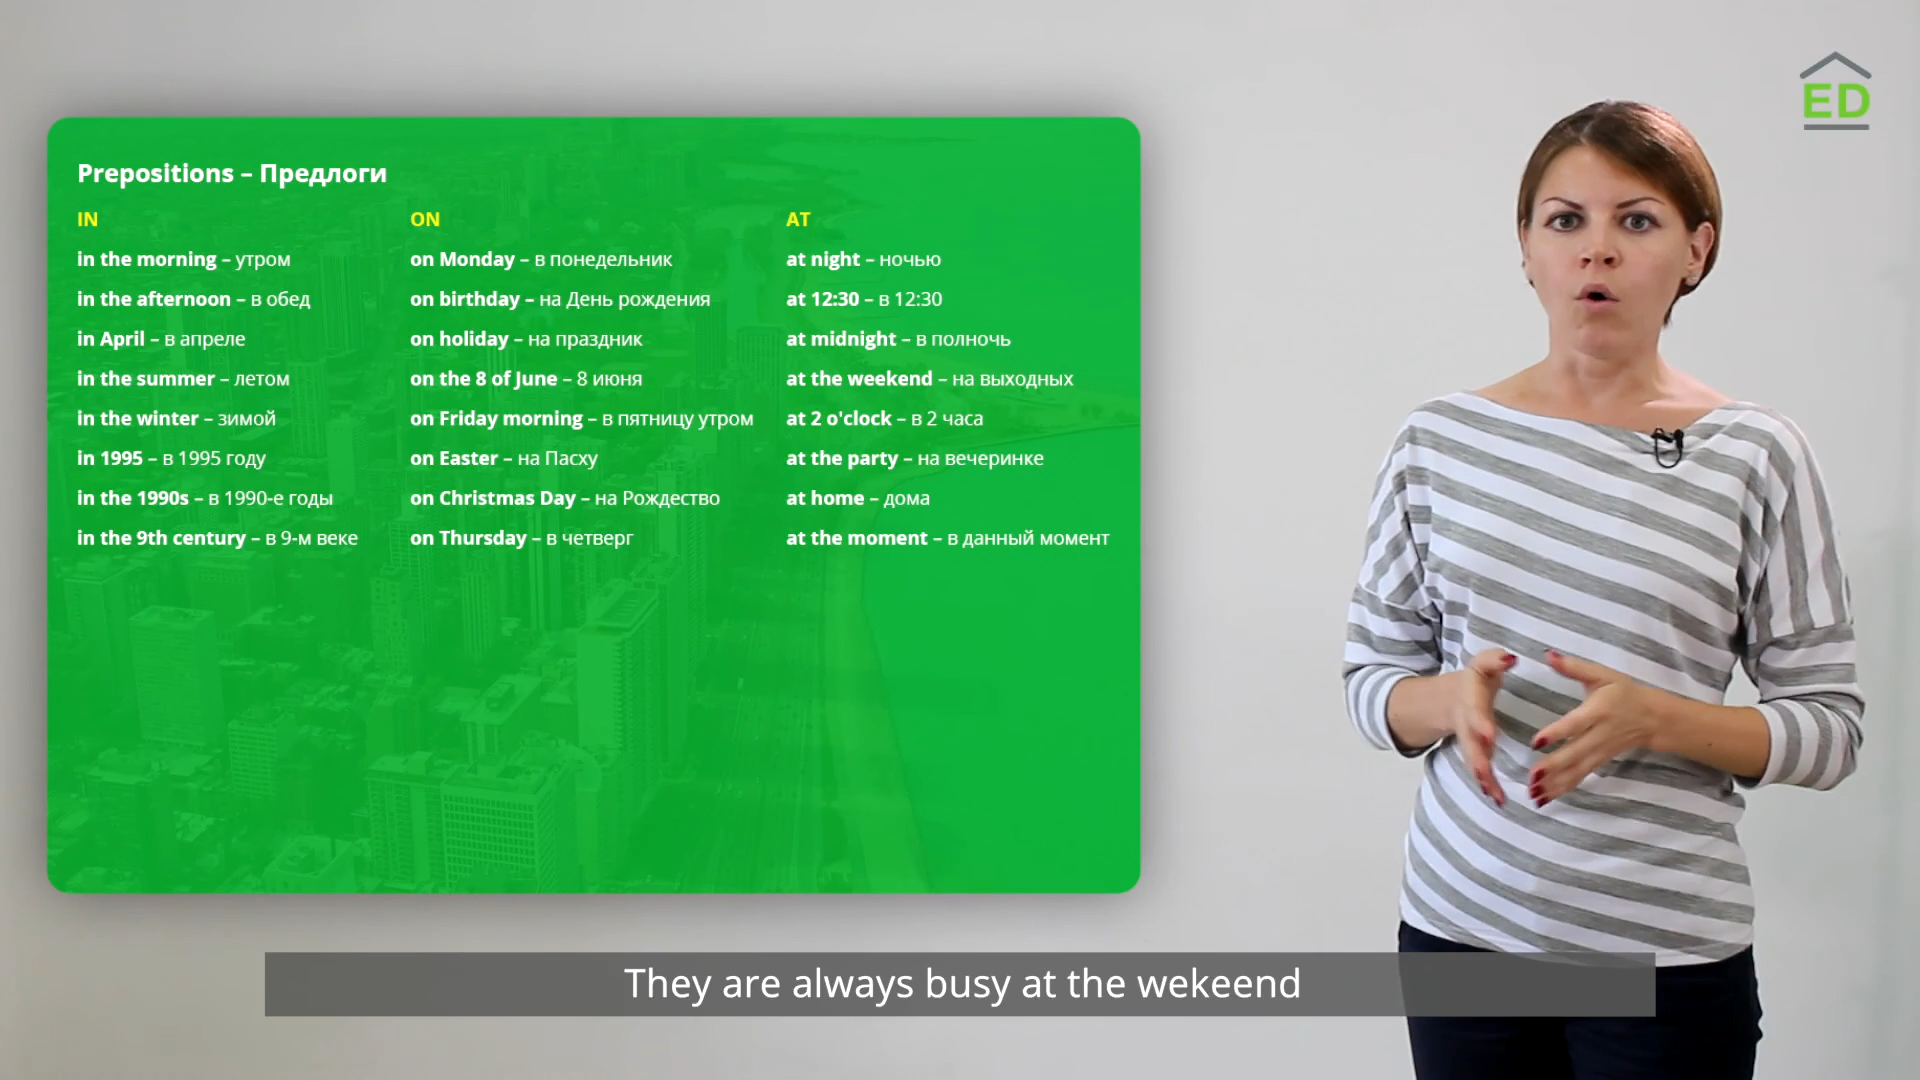 ED
Prepositions – Предлоги
IN
in the morning – утром
in the afternoon – в обед
in April – в апреле
in the summer – летом
in the winter – зимой
in 1995 – в 1995 году
in the 1990s – в 1990-е годы
in the 9th century – в 9-м веке
ON
on Monday – в понедельник
on birthday – на День рождения
on holiday – на праздник
on the 8 of June – 8 июня
on Friday morning – в пятницу утром
on Easter – на Пасху
on Christmas Day – на Рождество
on Thursday – в четверг
AT
at night – ночью
at 12:30 – в 12:30
at midnight – в полночь
at the weekend – на выходных
at 2 o'clock – в 2 часа
at the party – на вечеринке
at home – дома
at the moment – в данный момент
They are always busy at the wekeend